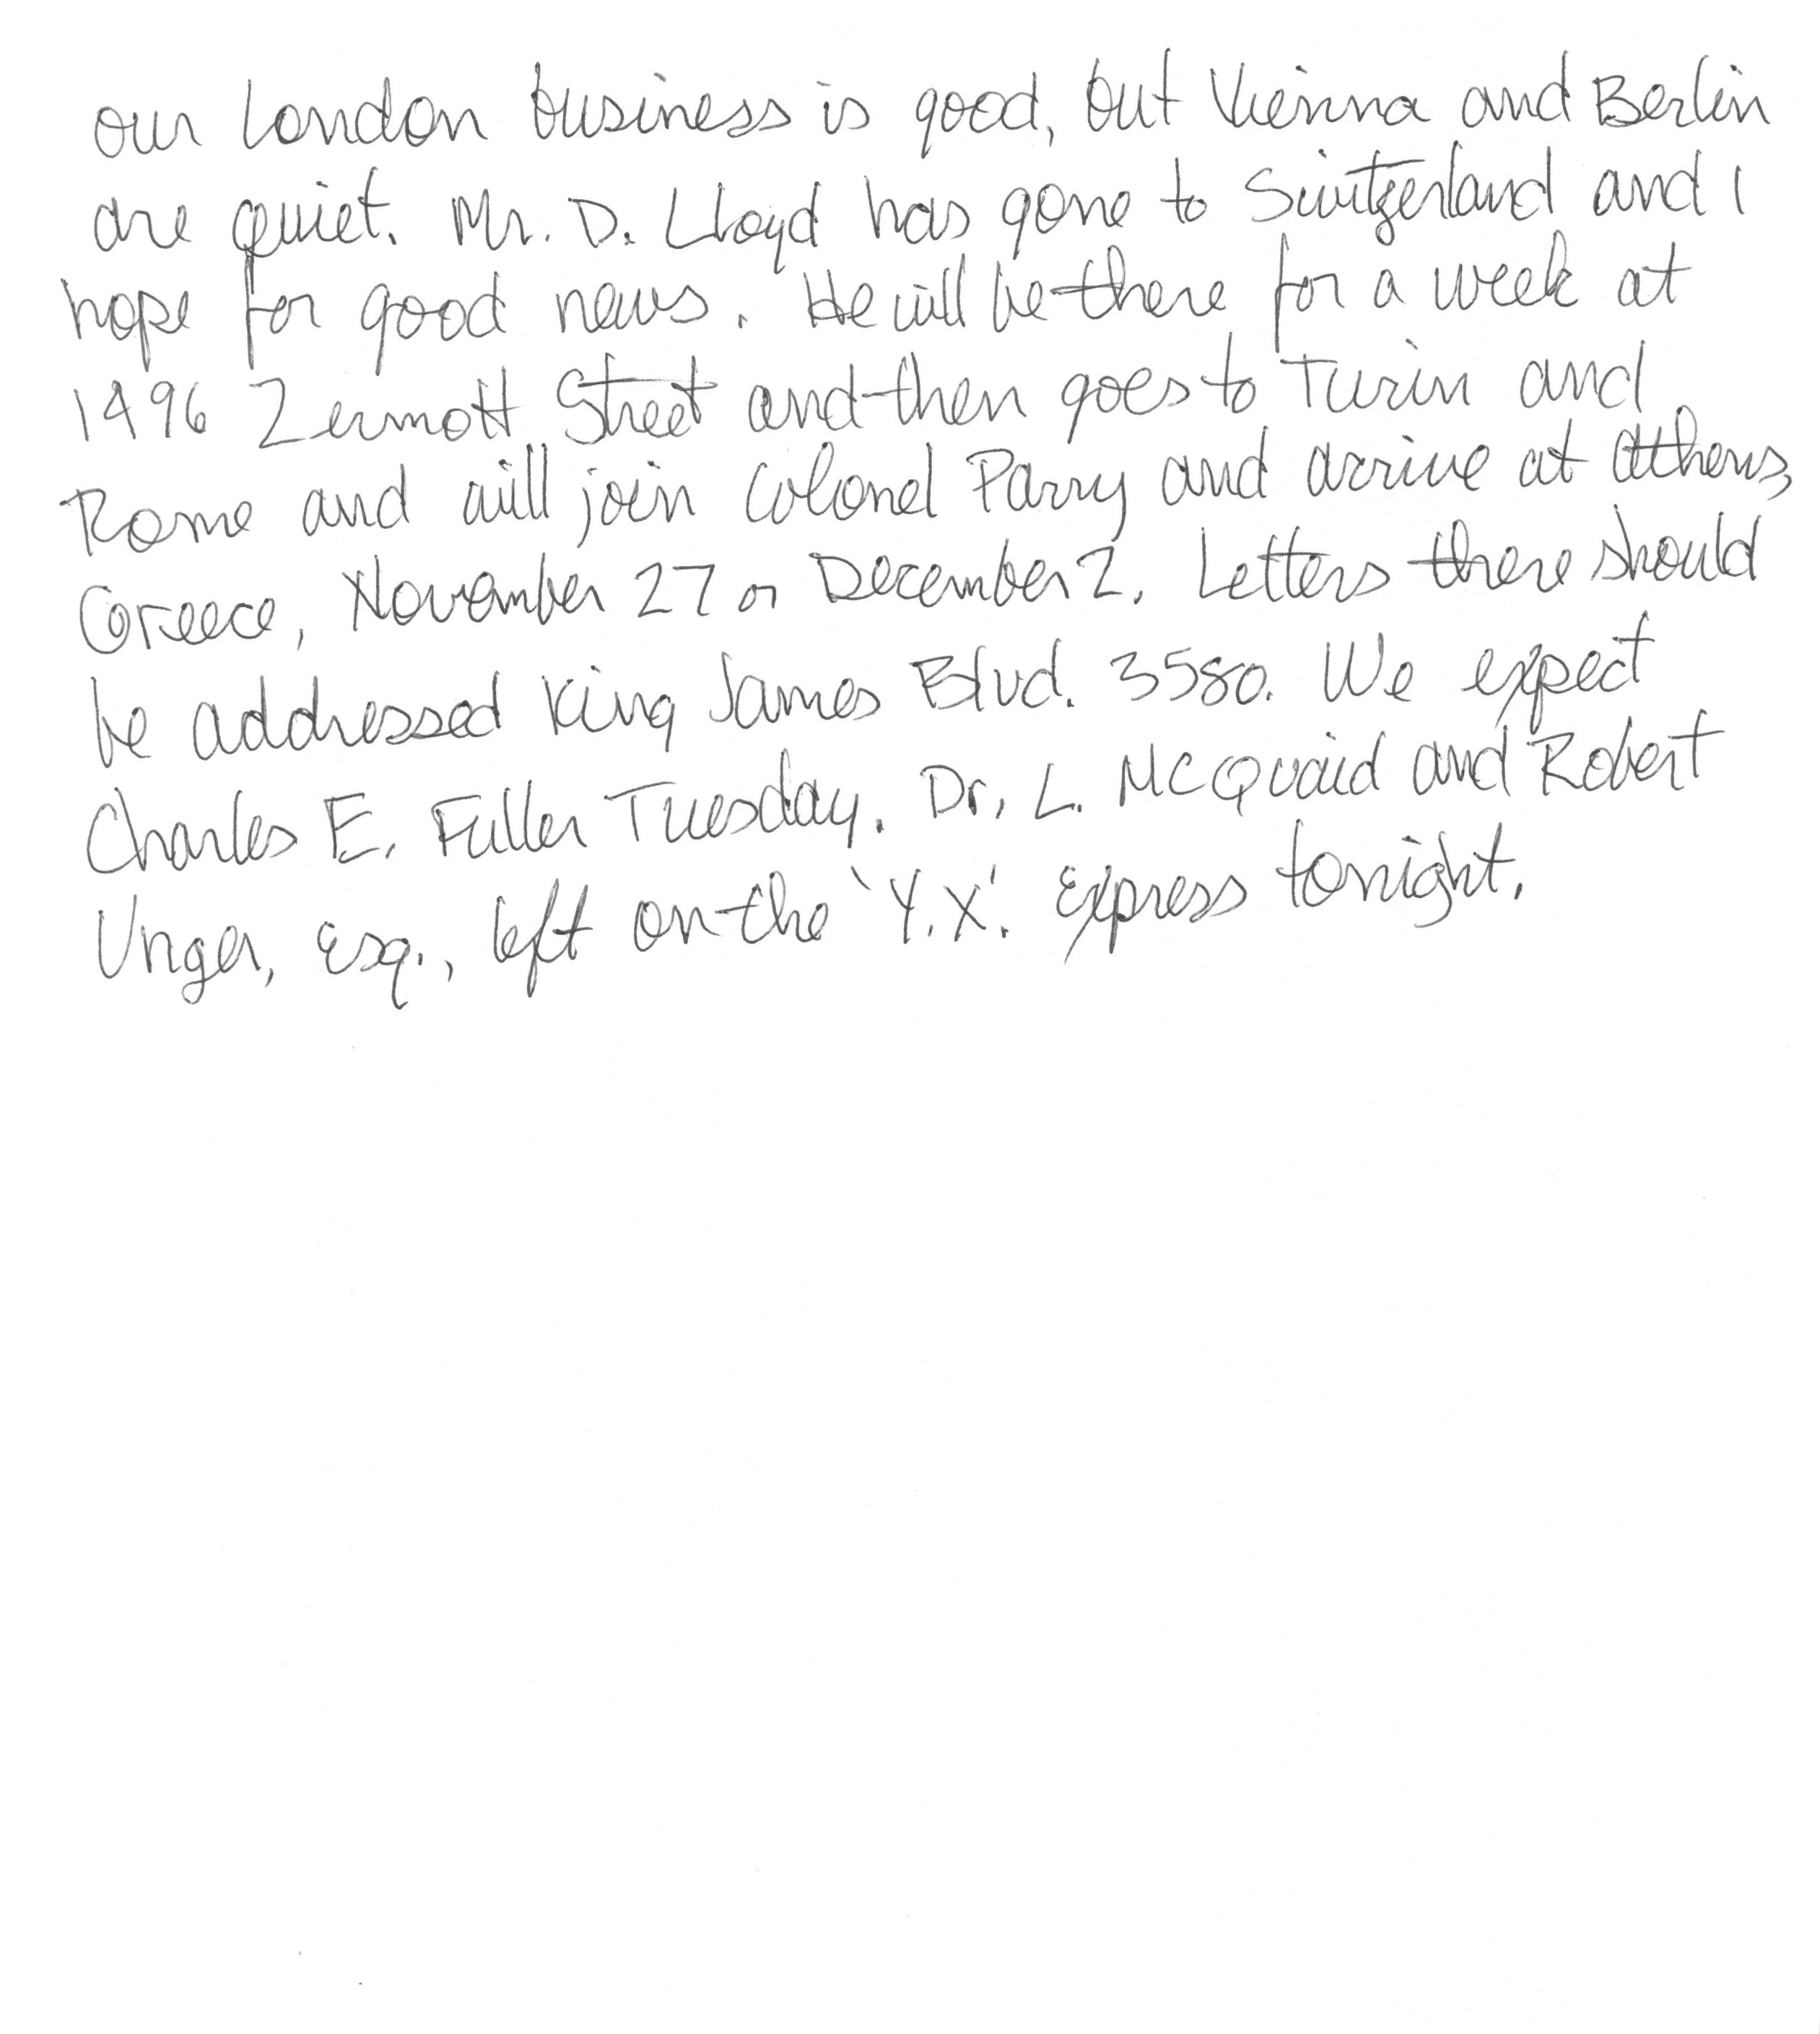 our London business is good, but Vienna and Berlin
are quiet. Mr. D. Lloyd has gone to Switzerland and I
hope for good news. He will be there for a week at
1496 Zermott Street and then goes to Turin and
Rome and will join Colonel Parry and arrive at Athens,
Greece, November 27 or December 2. Letters there should
be addressed King James Blvd. 3580. We expect
Charles E. Fuller Tuesday. Dr. L. McQuaid and Robert
Unger, Esq., left on the 'Y.X.' Express tonight.